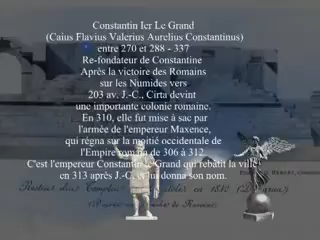 Constantin Ier Le Grand
(Caius Flavius Valerius Aurelius Constantinus)
entre 270 et 288 - 337
Re-fondateur de Constantine
Après la victoire des Romains
sur les Numides vers
203 av. J.-C., Cirta devint
une importante colonie romaine.
En 310, elle fut mise à sac par
l'armée de l'empereur Maxence,
qui régna sur la moitié occidentale de
l'Empire romain de 306 à 312.
C'est l'empereur Constantin le Grand qui rebatit la ville
en 313 après J.-C. et lui donna son nom.